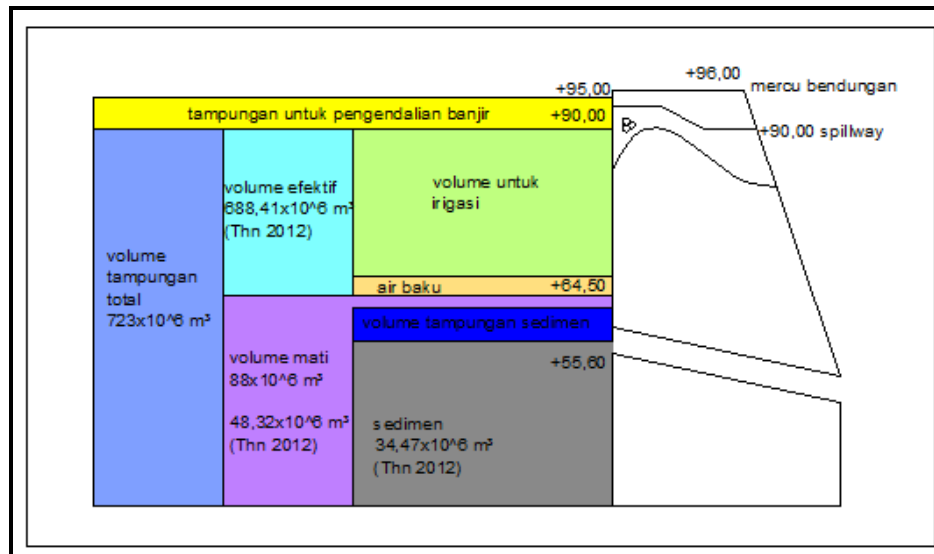 +96,00
+95,00
mercu bendungan
tampungan untuk pengendalian banjir
+90,00
+90,00 spillway
volume efektif
688,41x10^6 m³
(Thn 2012)
volume untuk
irigasi
volume
tampungan
total
723x10^6 m³
air baku
+64,50
volume tampungan sedimen
volume mati
88x10^6 m³
48,32x10^6 m³
(Thn 2012)
+55,60
sedimen
34,47x10^6 m³
(Thn 2012)